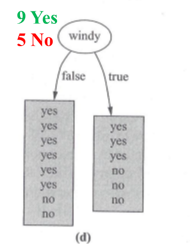 9 Yes
5 No
windy
false
true
yes
yes
yes
yes
yes
yes
no
no
yes
yes
yes
no
no
no
(d)